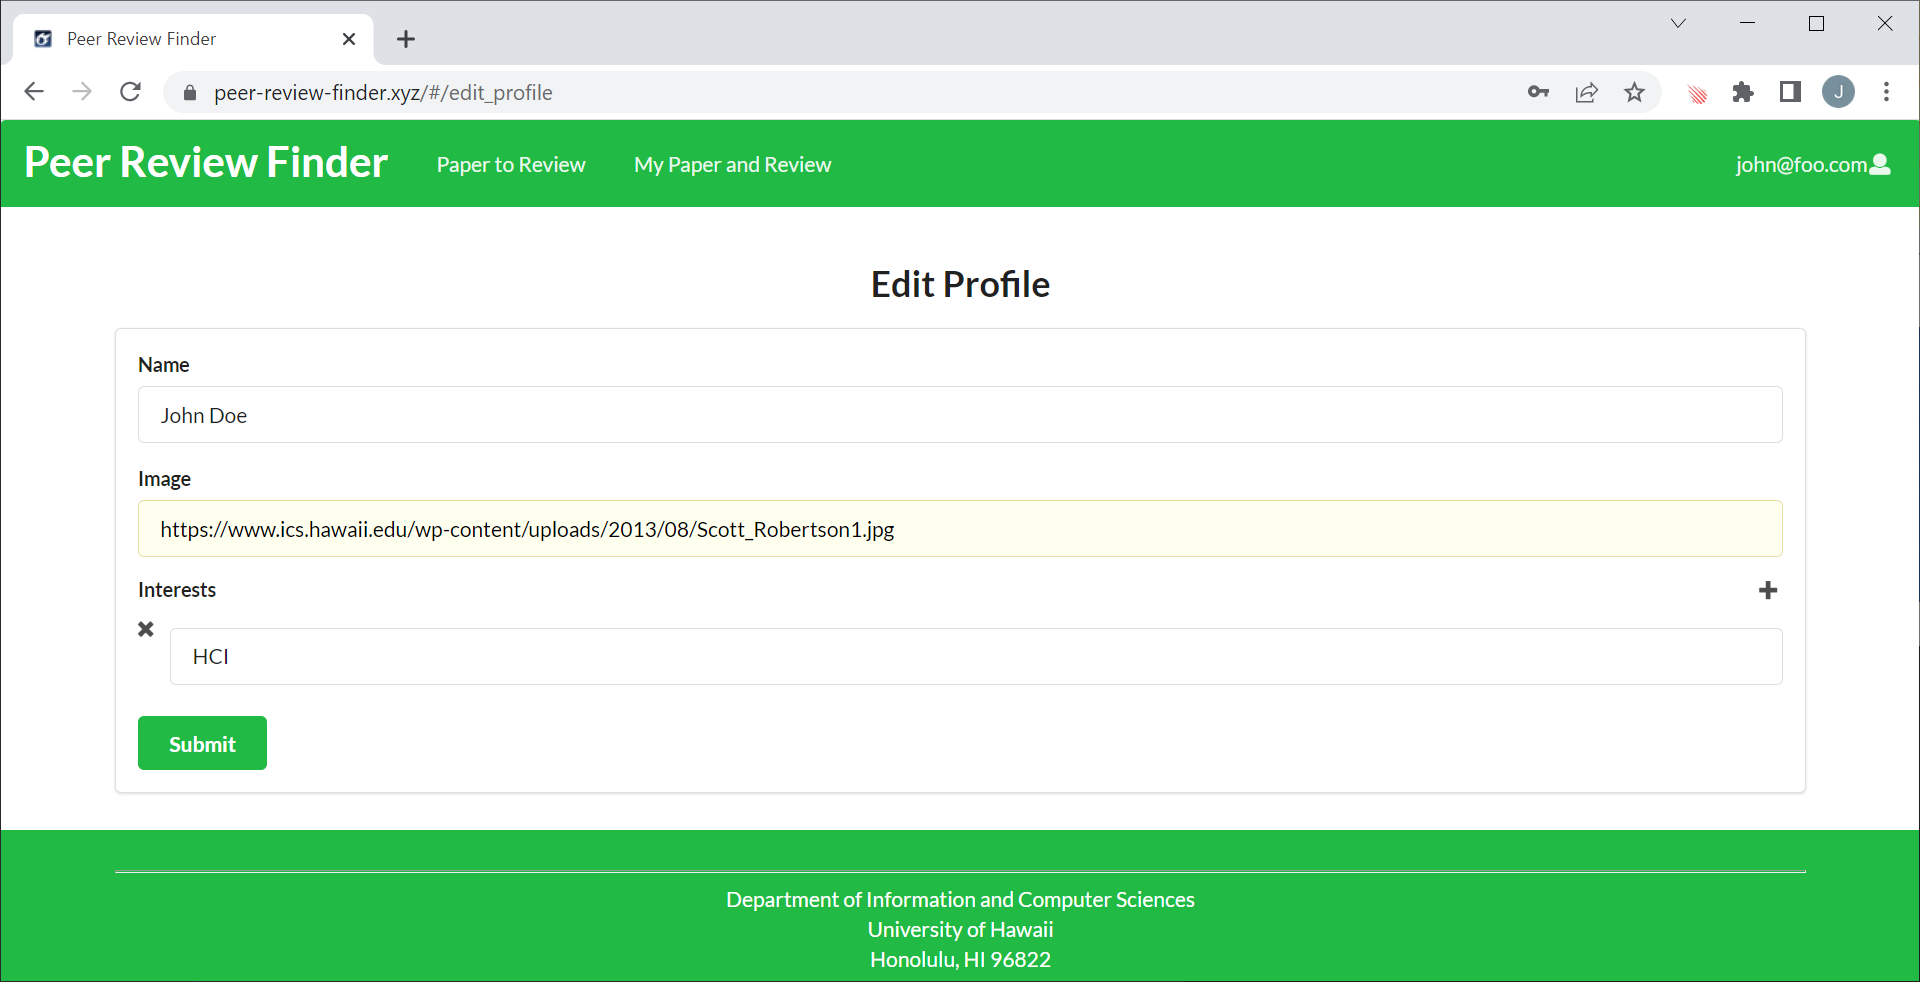 Peer Review Finder
peer-review-finder.xyz/#/edit_profile
J
Peer Review Finder
Paper to Review
My Paper and Review
john@foo.com
Edit Profile
Name
John Doe
Image
https://www.ics.hawaii.edu/wp-content/uploads/2013/08/Scott_Robertson1.jpg
Interests
HCI
Submit
Department of Information and Computer Sciences
University of Hawaii
Honolulu, HI 96822